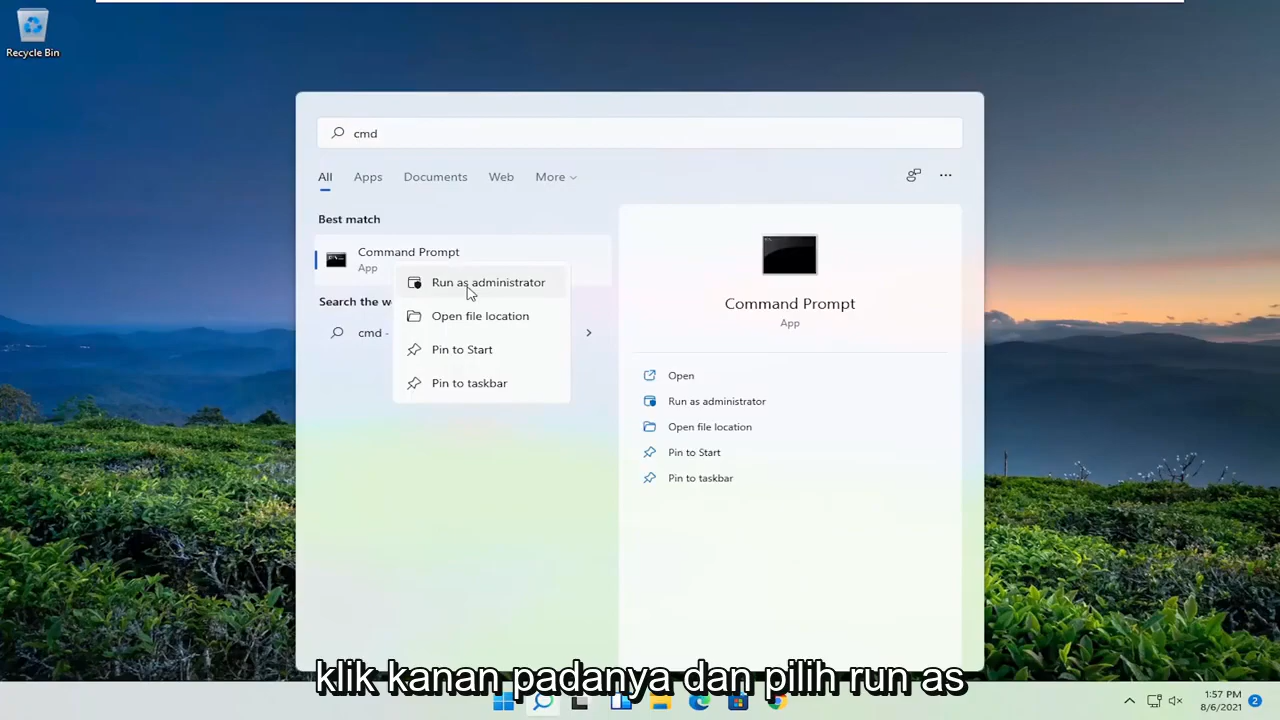 Recycle Bin
cmd
All
Apps
Documents
Web
More
Best match
Command Prompt
App
Search the we
cmd -
Run as administrator
Open file location
Pin to Start
Pin to taskbar
Command Prompt
App
Open
Run as administrator
Open file location
Pin to Start
Pin to taskbar
klik kanan padanya dan pilih run as
1:57 PM
8/6/2021
2